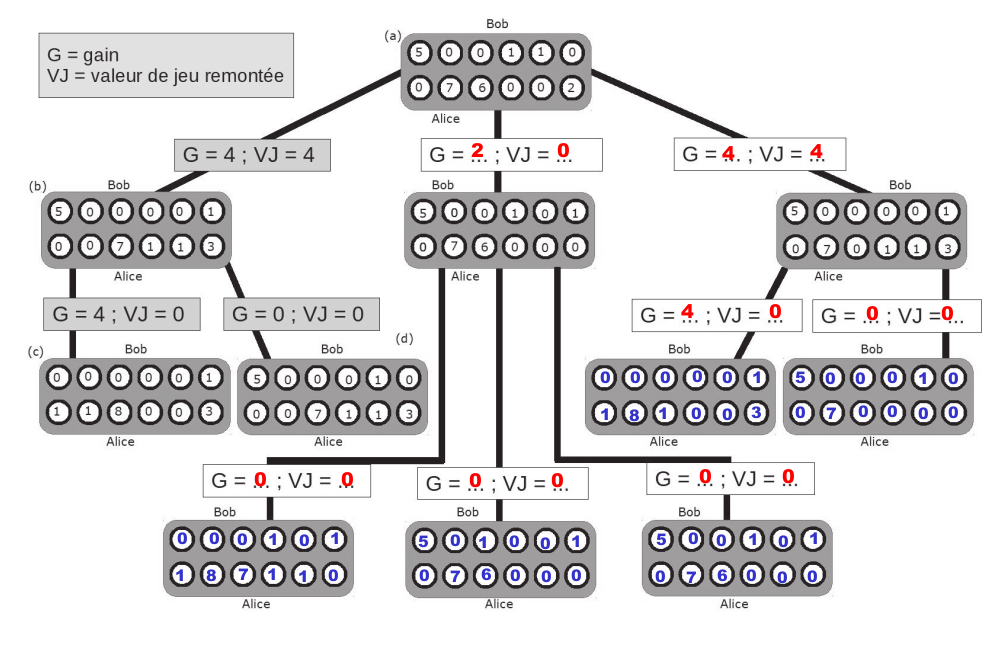 G = gain
VJ = valeur de jeu remontée
(a)
Bob
5 0 0 1 1 0
0 7 6 0 0 2
Alice
G = 4 ; VJ = 4
G = 2 ; VJ = 0
G = 4 ; VJ = 4
(b)
Bob
5 0 0 0 0 1
0 0 7 1 1 3
Alice
Bob
5 0 0 1 0 1
0 7 6 0 0 0
Alice
Bob
5 0 0 0 0 1
0 7 0 1 1 3
Alice
G = 4 ; VJ = 0
G = 0 ; VJ = 0
G = 4 ; VJ = 0
G = 0 ; VJ = 0
(c)
Bob
0 0 0 0 0 1
1 1 8 0 0 3
Alice
(d)
Bob
5 0 0 0 1 0
0 0 7 1 1 3
Alice
Bob
0 0 0 0 0 1
1 8 1 0 0 3
Alice
Bob
5 0 0 0 1 0
0 7 0 0 0 0
Alice
G = 0 ; VJ = 0
G = 0 ; VJ = 0
G = 0 ; VJ = 0
Bob
0 0 0 1 0 1
1 8 7 1 1 0
Alice
Bob
5 0 1 0 0 1
0 7 6 0 0 0
Alice
Bob
5 0 0 1 0 1
0 7 6 0 0 0
Alice